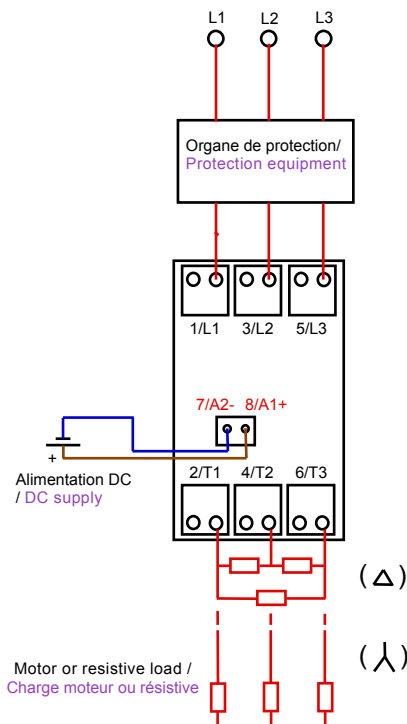 L1 L2 L3
Organe de protection/
Protection equipment
1/L1 3/L2 5/L3
7/A2- 8/A1+
+
Alimentation DC
/ DC supply
2/T1 4/T2 6/T3
(△)
(⅄)
Motor or resistive load /
Charge moteur ou résistive